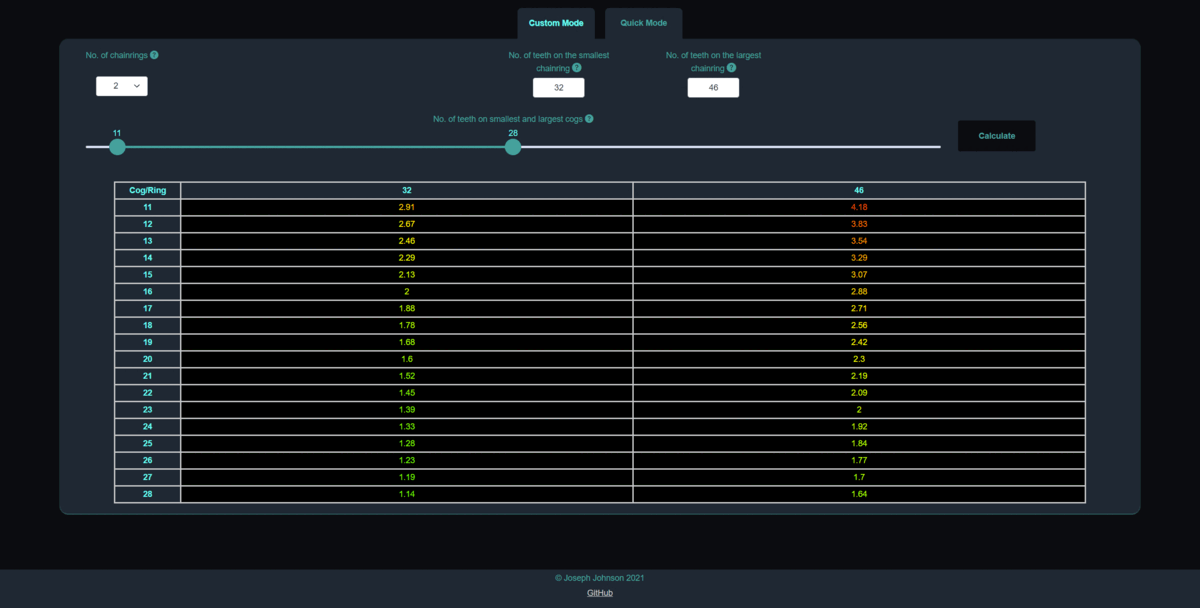 Custom Mode Quick Mode
No. of chainrings ?
No. of teeth on the smallest
chainring ?
No. of teeth on the largest
chainring ?
2
32
46
No. of teeth on smallest and largest cogs ?
11 28
Calculate
Cog/Ring 32 46
11 2.91 4.18
12 2.67 3.83
13 2.46 3.54
14 2.29 3.29
15 2.13 3.07
16 2 2.88
17 1.88 2.71
18 1.78 2.56
19 1.68 2.42
20 1.6 2.3
21 1.52 2.19
22 1.45 2.09
23 1.39 2
24 1.33 1.92
25 1.28 1.84
26 1.23 1.77
27 1.19 1.7
28 1.14 1.64
© Joseph Johnson 2021
GitHub